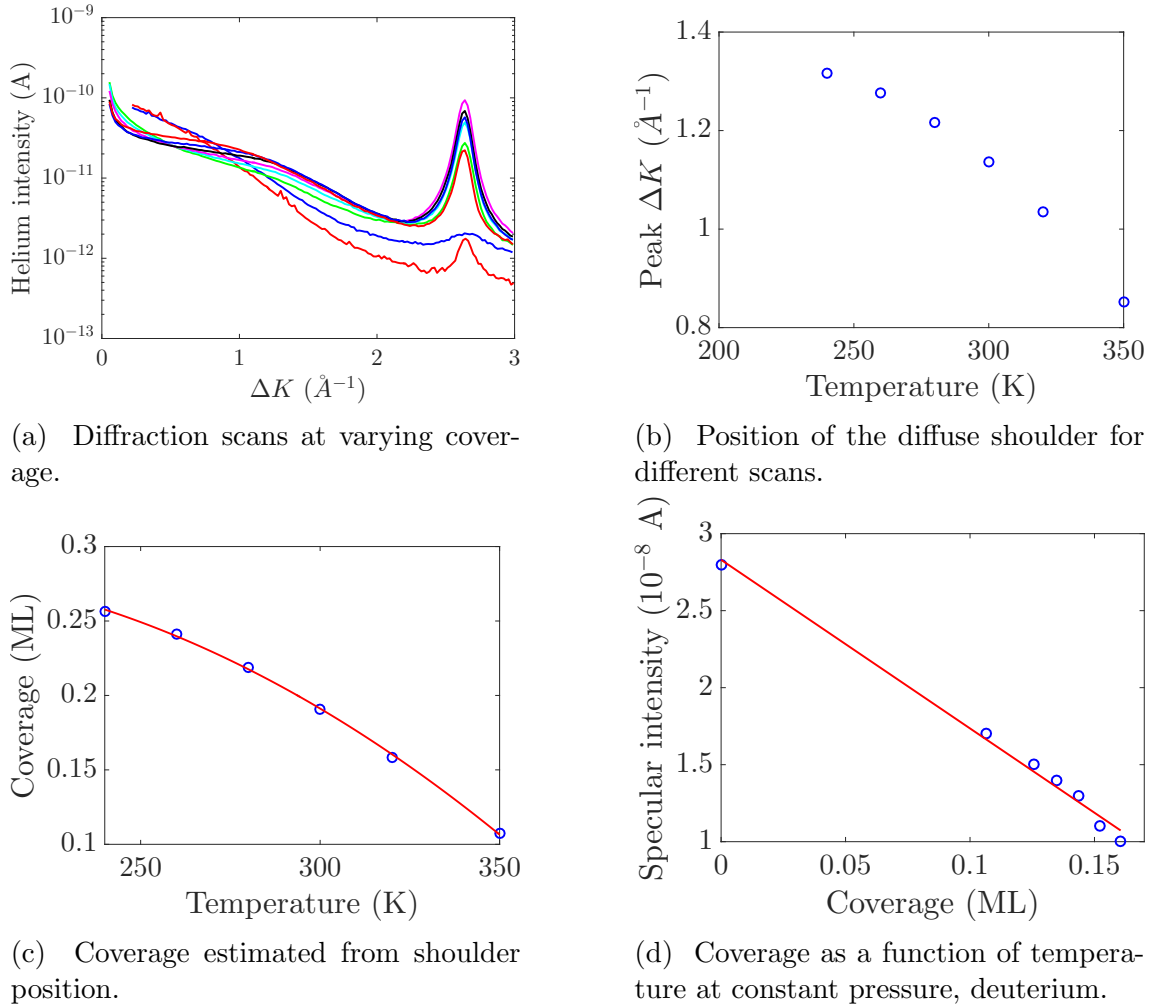 10⁻⁹
10⁻¹⁰
10⁻¹¹
10⁻¹²
10⁻¹³
Helium intensity (A)
0 1 2 3
ΔK (Å⁻¹)
(a) Diffraction scans at varying cover-
age.
1.4
1.2
1
0.8
Peak ΔK (Å⁻¹)
200 250 300 350
Temperature (K)
(b) Position of the diffuse shoulder for
different scans.
0.3
0.25
0.2
0.15
0.1
Coverage (ML)
250 300 350
Temperature (K)
(c) Coverage estimated from shoulder
position.
3
2.5
2
1.5
1
Specular intensity (10⁻⁸ A)
0 0.05 0.1 0.15
Coverage (ML)
(d) Coverage as a function of tempera-
ture at constant pressure, deuterium.